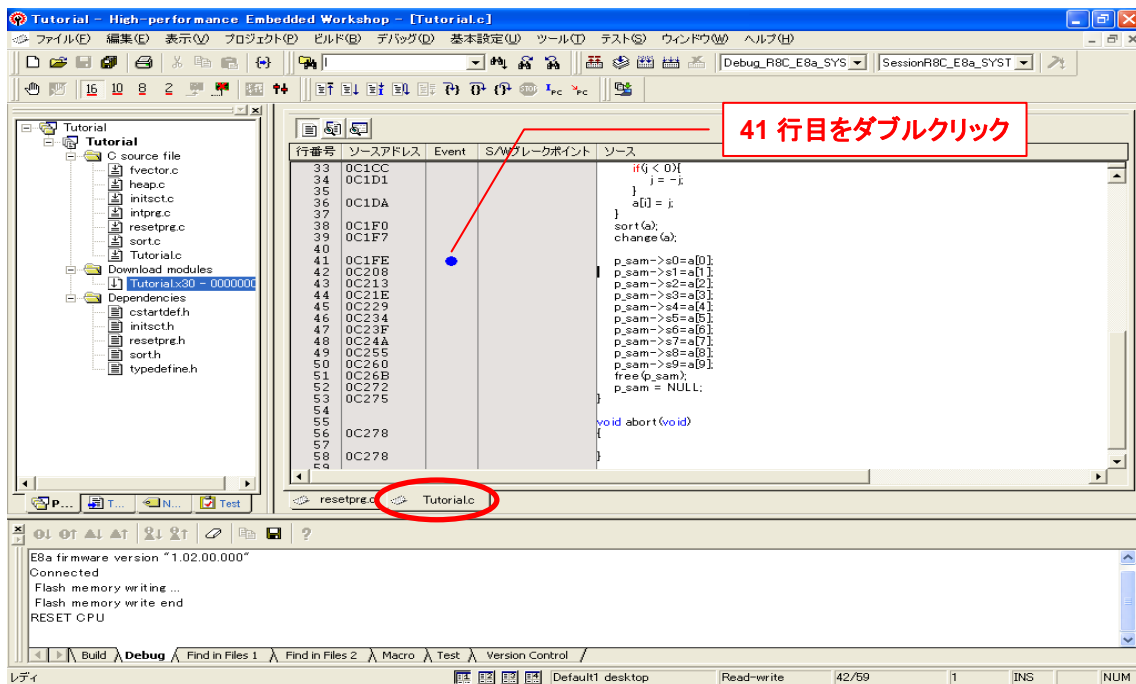 Tutorial - High-performance Embedded Workshop - [Tutorial.c]
ファイル(F) 編集(E) 表示(V) プロジェクト(P) ビルド(B) デバッグ(D) 基本設定(U) ツール(T) テスト(S) ウィンドウ(W) ヘルプ(H)
Debug_R8C_E8a_SYS SessionR8C_E8a_SYST
16 10 8 2
Tutorial
Tutorial
C source file
fvector.c
heap.c
initsct.c
intprg.c
resetprg.c
sort.c
Tutorial.c
Download modules
Tutorial.x30 - 0000000
Dependencies
cstartdef.h
initsct.h
resetprg.h
sort.h
typedefine.h
P... T... N... Test
41 行目をダブルクリック
行番号 ソースアドレス Event S/Wブレークポイント ソース
33 0C1CC if(j < 0){
34 0C1D1 j = -j;
35 }
36 0C1DA a[i] = j;
37 }
38 0C1F0 sort(a);
39 0C1F7 change(a);
40
41 0C1FE p_sam->s0=a[0];
42 0C208 p_sam->s1=a[1];
43 0C213 p_sam->s2=a[2];
44 0C21E p_sam->s3=a[3];
45 0C229 p_sam->s4=a[4];
46 0C234 p_sam->s5=a[5];
47 0C23F p_sam->s6=a[6];
48 0C24A p_sam->s7=a[7];
49 0C255 p_sam->s8=a[8];
50 0C260 p_sam->s9=a[9];
51 0C26B free(p_sam);
52 0C272 p_sam = NULL;
53 0C275 }
54
55 void abort(void)
56 0C278 {
57
58 0C278 }
59
resetprg.c Tutorial.c
E8a firmware version "1.02.00.000"
Connected
Flash memory writing ...
Flash memory write end
RESET CPU
Build Debug Find in Files 1 Find in Files 2 Macro Test Version Control
レディ Default1 desktop Read-write 42/59 1 INS NUM